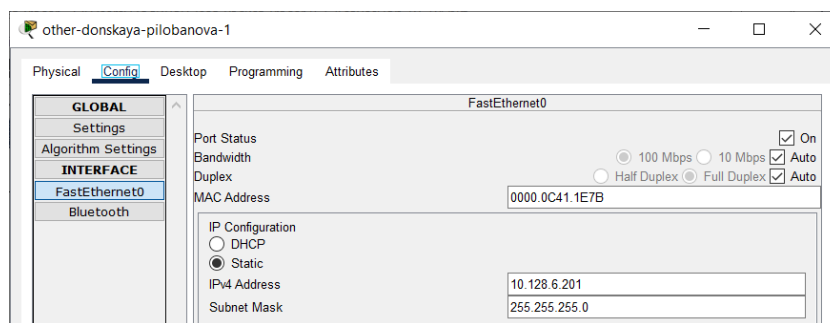 other-donskaya-pilobanova-1
Physical Config Desktop Programming Attributes
GLOBAL
Settings
Algorithm Settings
INTERFACE
FastEthernet0
Bluetooth
FastEthernet0
Port Status On
Bandwidth 100 Mbps 10 Mbps Auto
Duplex Half Duplex Full Duplex Auto
MAC Address 0000.0C41.1E7B
IP Configuration
DHCP
Static
IPv4 Address 10.128.6.201
Subnet Mask 255.255.255.0